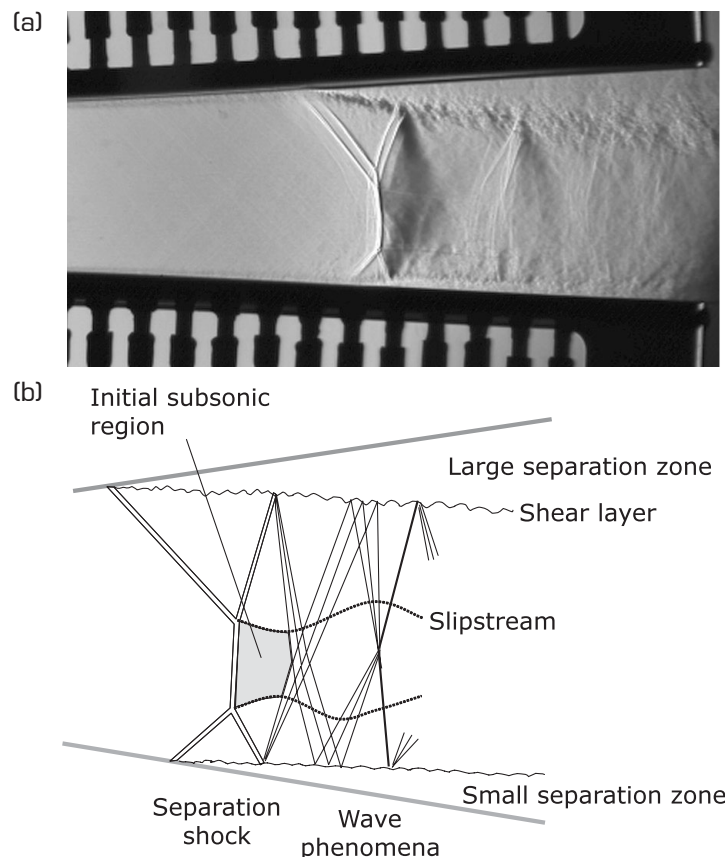 (a)
(b)
Initial subsonic
region
Large separation zone
Shear layer
Slipstream
Small separation zone
Separation
shock
Wave
phenomena